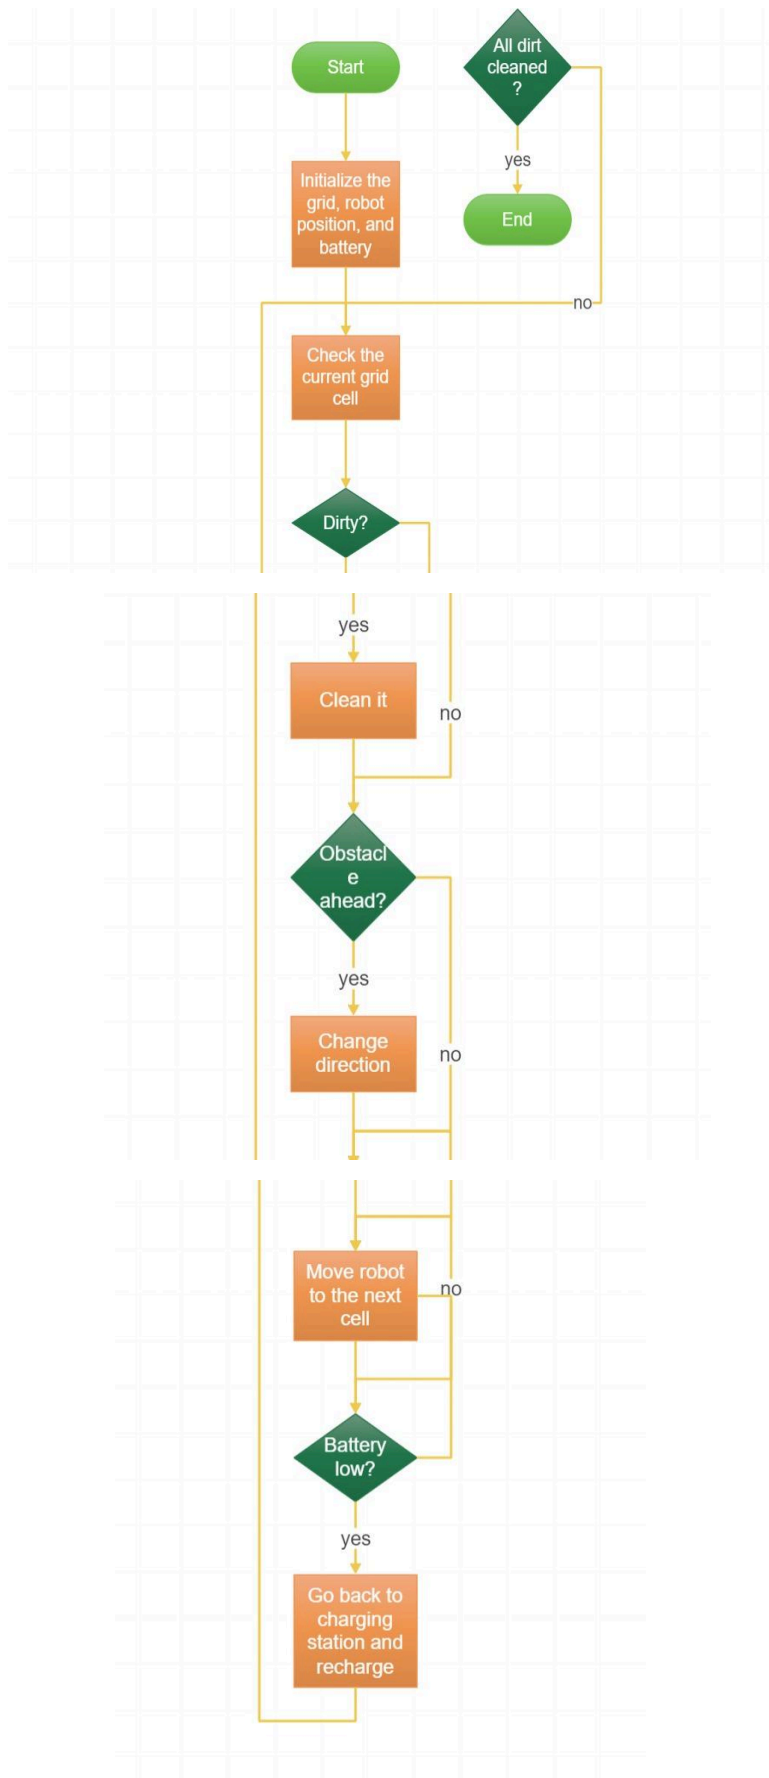 Start
All dirt
cleaned
?
yes
End
Initialize the
grid, robot
position, and
battery
no
Check the
current grid
cell
Dirty?
yes
Clean it
no
Obstacl
e
ahead?
yes
Change
direction
no
Move robot
to the next
cell
no
Battery
low?
yes
Go back to
charging
station and
recharge